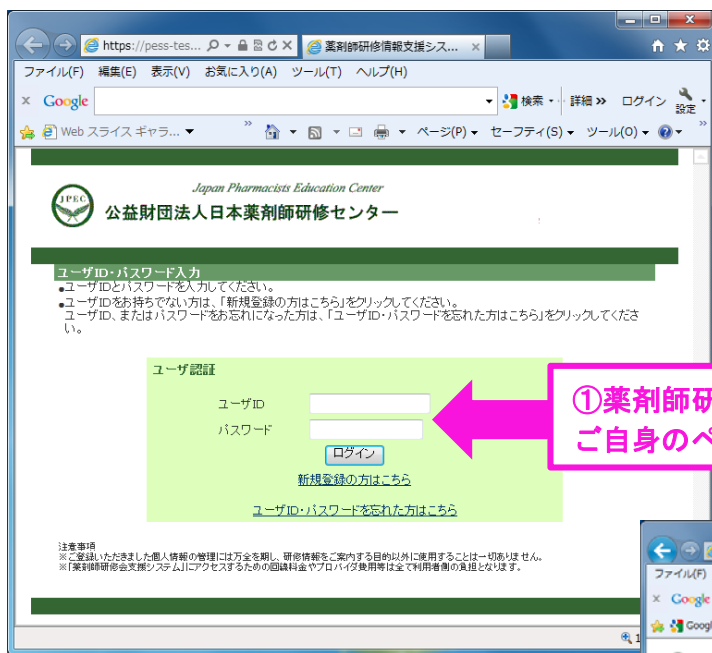 https://pess-tes...
薬剤師研修情報支援シス...
ファイル(F) 編集(E) 表示(V) お気に入り(A) ツール(T) ヘルプ(H)
× Google 検索 詳細 >> ログイン 設定
Web スライス ギャラ... ページ(P) セーフティ(S) ツール(O)
JPEC
Japan Pharmacists Education Center
公益財団法人日本薬剤師研修センター
ユーザID・パスワード入力
●ユーザIDとパスワードを入力してください。
●ユーザIDをお持ちでない方は、「新規登録の方はこちら」をクリックしてください。
ユーザID、またはパスワードをお忘れになった方は、「ユーザID・パスワードを忘れた方はこちら」をクリックしてくださ
い。
ユーザ認証
ユーザID
パスワード
ログイン
新規登録の方はこちら
ユーザID・パスワードを忘れた方はこちら
①薬剤師研
ご自身のペ
注意事項
※ご登録いただきました個人情報の管理には万全を期し、研修情報をご案内する目的以外に使用することは一切ありません。
※「薬剤師研修会支援システム」にアクセスするための回線料金やプロバイダ費用等は全て利用者側の負担となります。
ファイル(F)
× Google
Googl